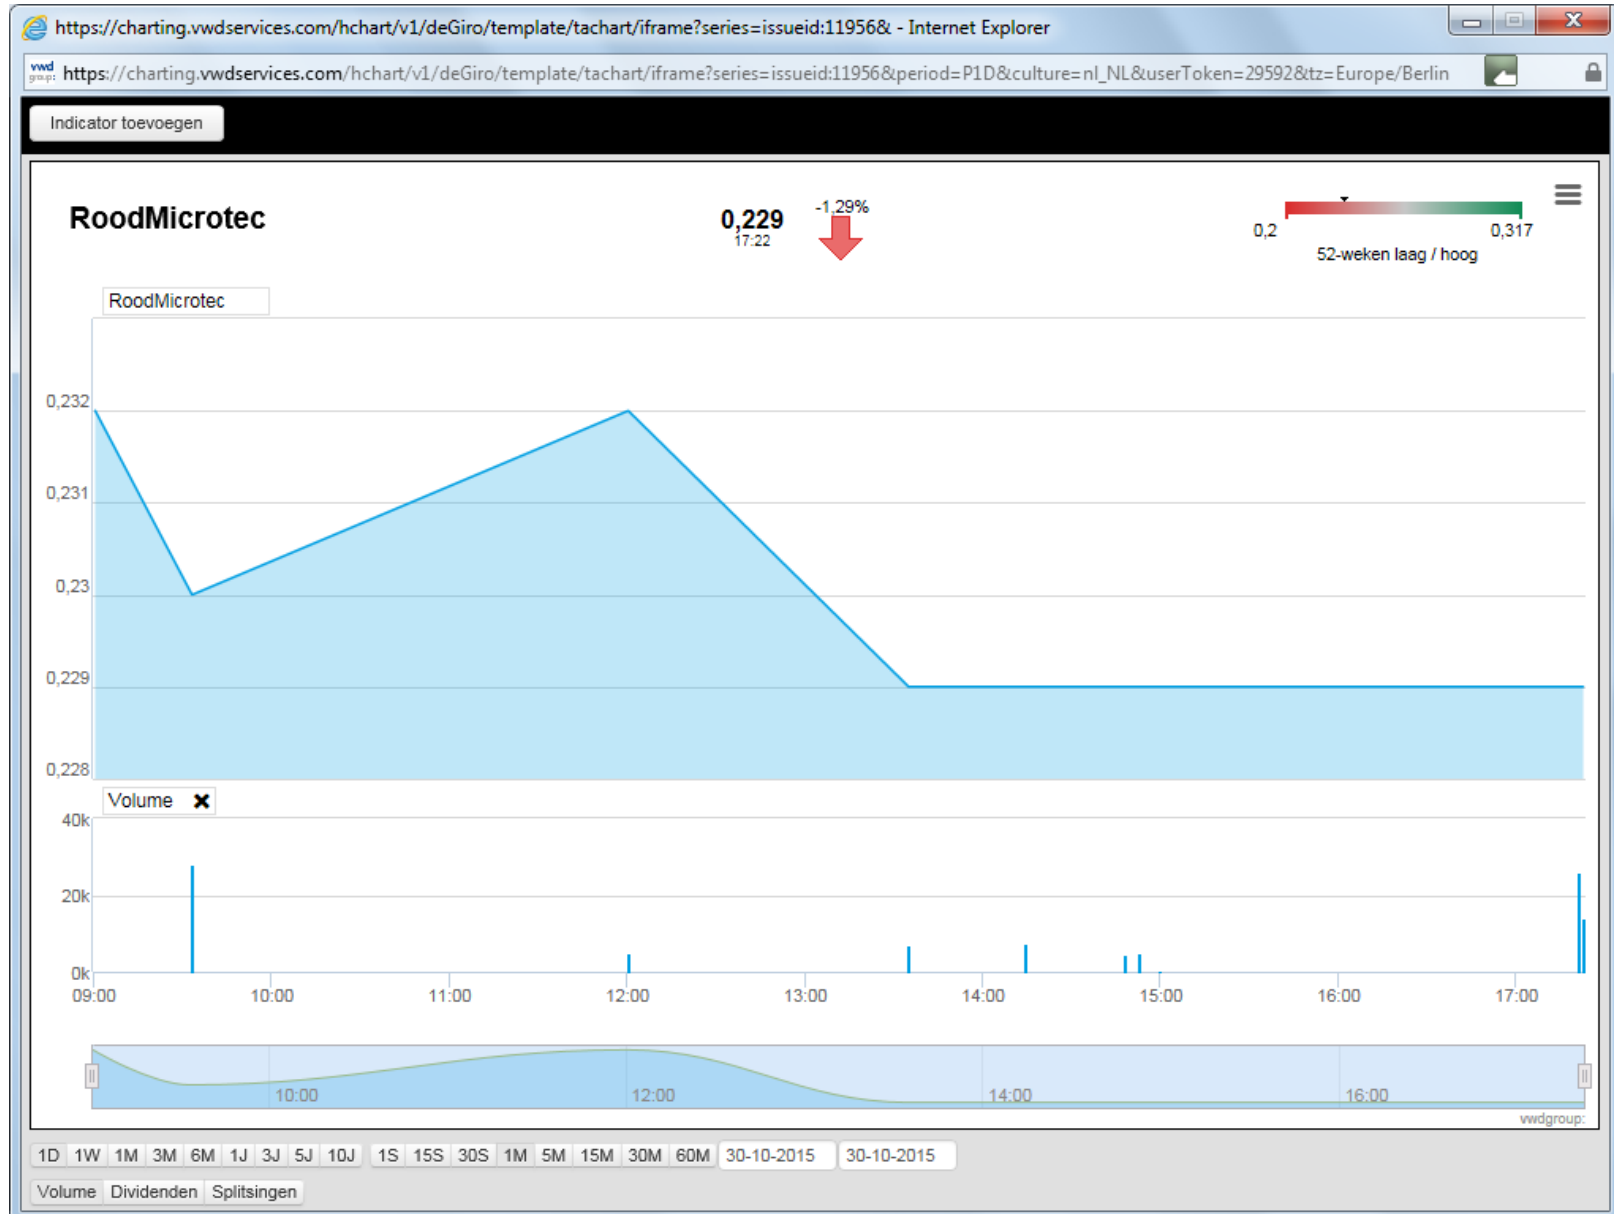 https://charting.vwdservices.com/hchart/v1/deGiro/template/tachart/iframe?series=issueid:11956& - Internet Explorer
vwd group: https://charting.vwdservices.com/hchart/v1/deGiro/template/tachart/iframe?series=issueid:11956&period=P1D&culture=nl_NL&userToken=29592&tz=Europe/Berlin
Indicator toevoegen
RoodMicrotec
0,229
17:22
-1,29%
0,2 0,317
52-weken laag / hoog
RoodMicrotec
0,232
0,231
0,23
0,229
0,228
Volume
40k
20k
0k
09:00 10:00 11:00 12:00 13:00 14:00 15:00 16:00 17:00
10:00 12:00 14:00 16:00
vwdgroup:
1D 1W 1M 3M 6M 1J 3J 5J 10J 1S 15S 30S 1M 5M 15M 30M 60M 30-10-2015 30-10-2015
Volume Dividenden Splitsingen